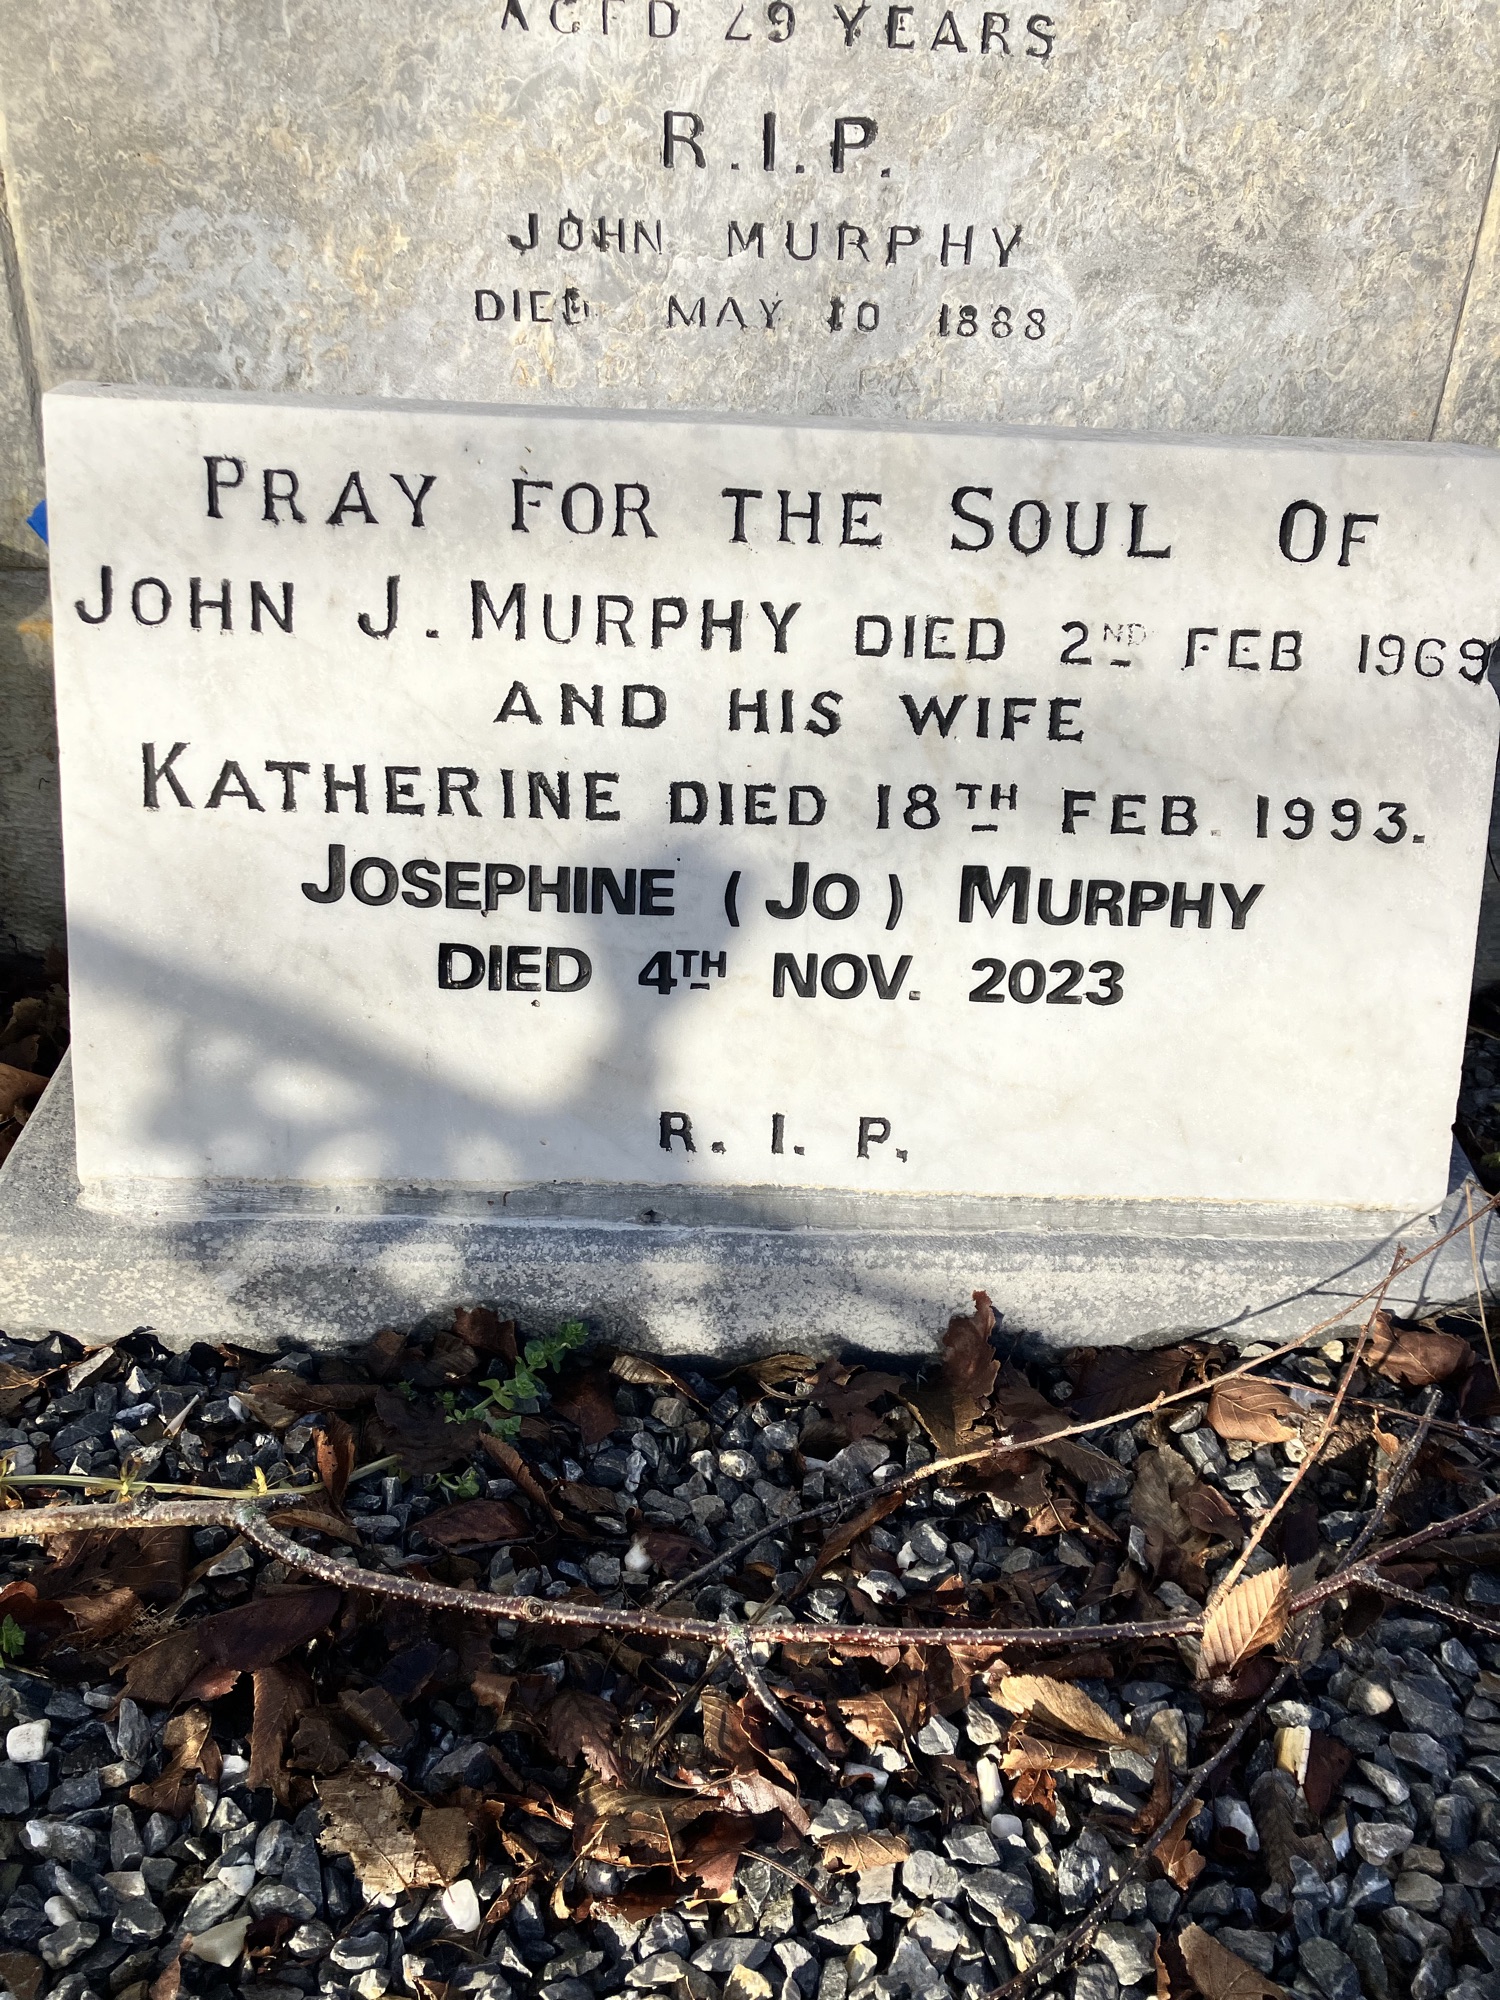 AGED 29 YEARS
R.I.P.
JOHN MURPHY
DIED MAY 10 1888
PRAY FOR THE SOUL OF
JOHN J. MURPHY DIED 2ND FEB 1969
AND HIS WIFE
KATHERINE DIED 18TH FEB. 1993.
JOSEPHINE (JO) MURPHY
DIED 4TH NOV. 2023
R. I. P.